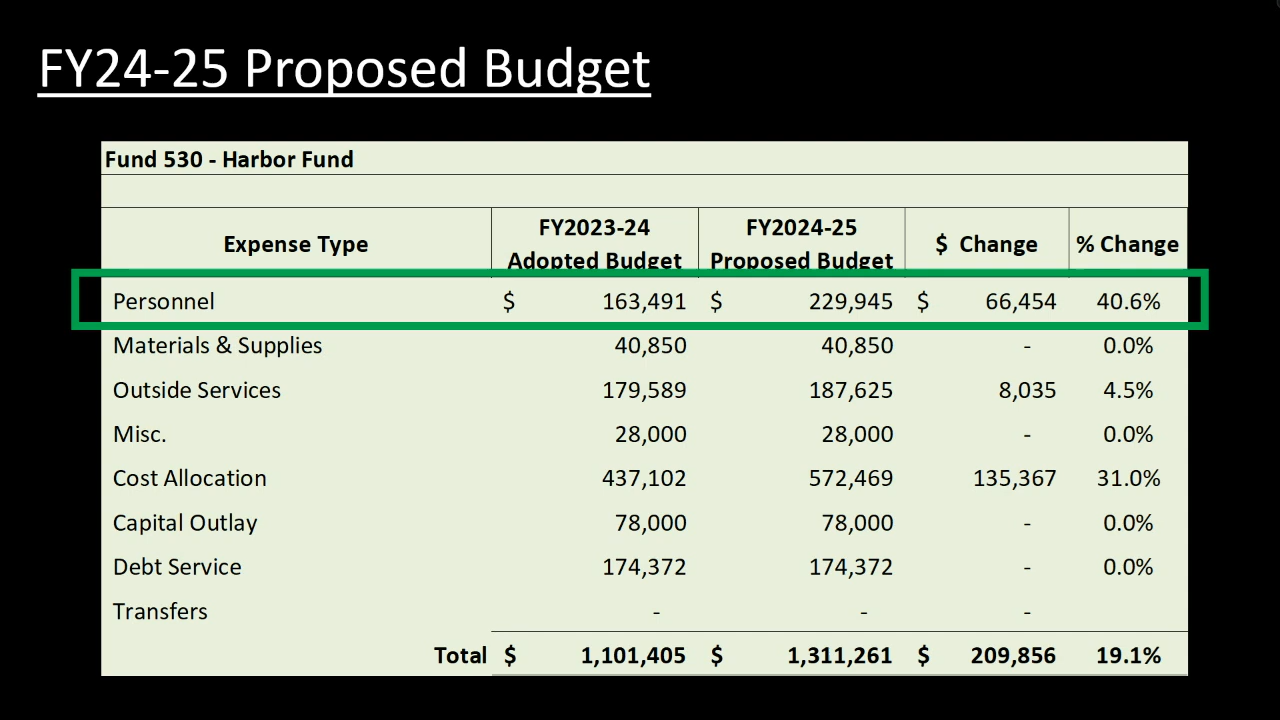 FY24-25 Proposed Budget
Fund 530 - Harbor Fund
Expense Type FY2023-24 Adopted Budget FY2024-25 Proposed Budget $ Change % Change
Personnel $ 163,491 $ 229,945 $ 66,454 40.6%
Materials & Supplies 40,850 40,850 - 0.0%
Outside Services 179,589 187,625 8,035 4.5%
Misc. 28,000 28,000 - 0.0%
Cost Allocation 437,102 572,469 135,367 31.0%
Capital Outlay 78,000 78,000 - 0.0%
Debt Service 174,372 174,372 - 0.0%
Transfers - - -
Total $ 1,101,405 $ 1,311,261 $ 209,856 19.1%